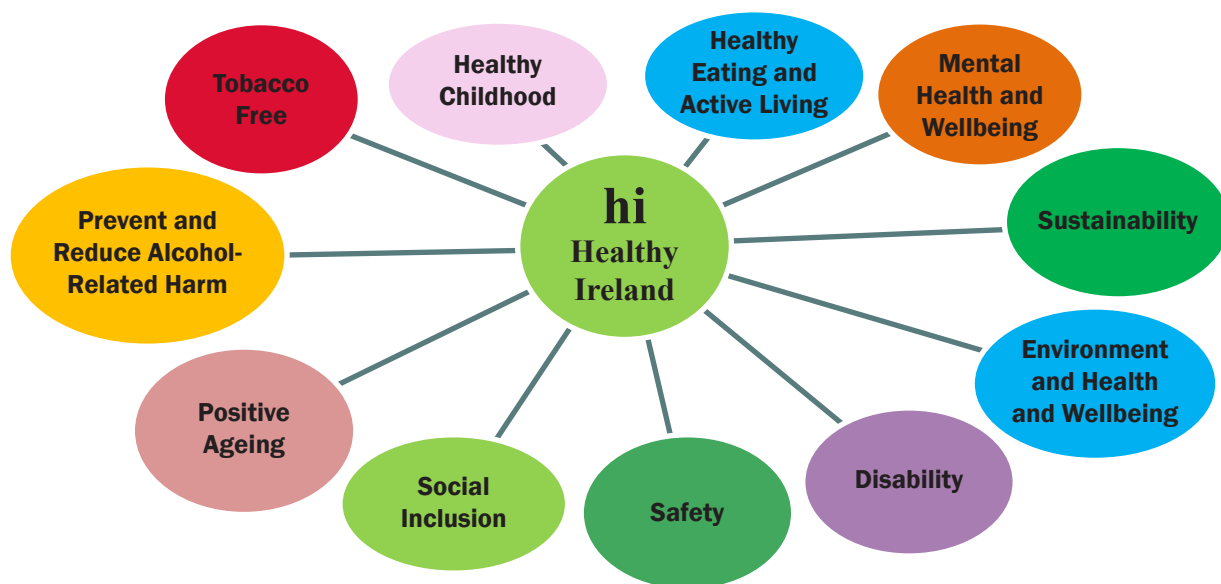 Tobacco
Free
Healthy
Childhood
Healthy
Eating and
Active Living
Mental
Health and
Wellbeing
Prevent and
Reduce Alcohol-
Related Harm
hi
Healthy
Ireland
Sustainability
Environment
and Health
and Wellbeing
Positive
Ageing
Social
Inclusion
Safety
Disability